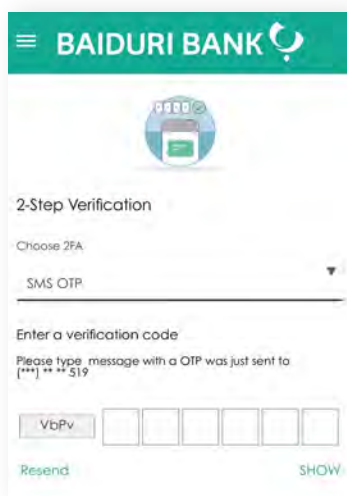 BAIDURI BANK
2-Step Verification
Choose 2FA
SMS OTP
Enter a verification code
Please type message with a OTP was just sent to
(***) ** ** 519
VbPv
Resend SHOW